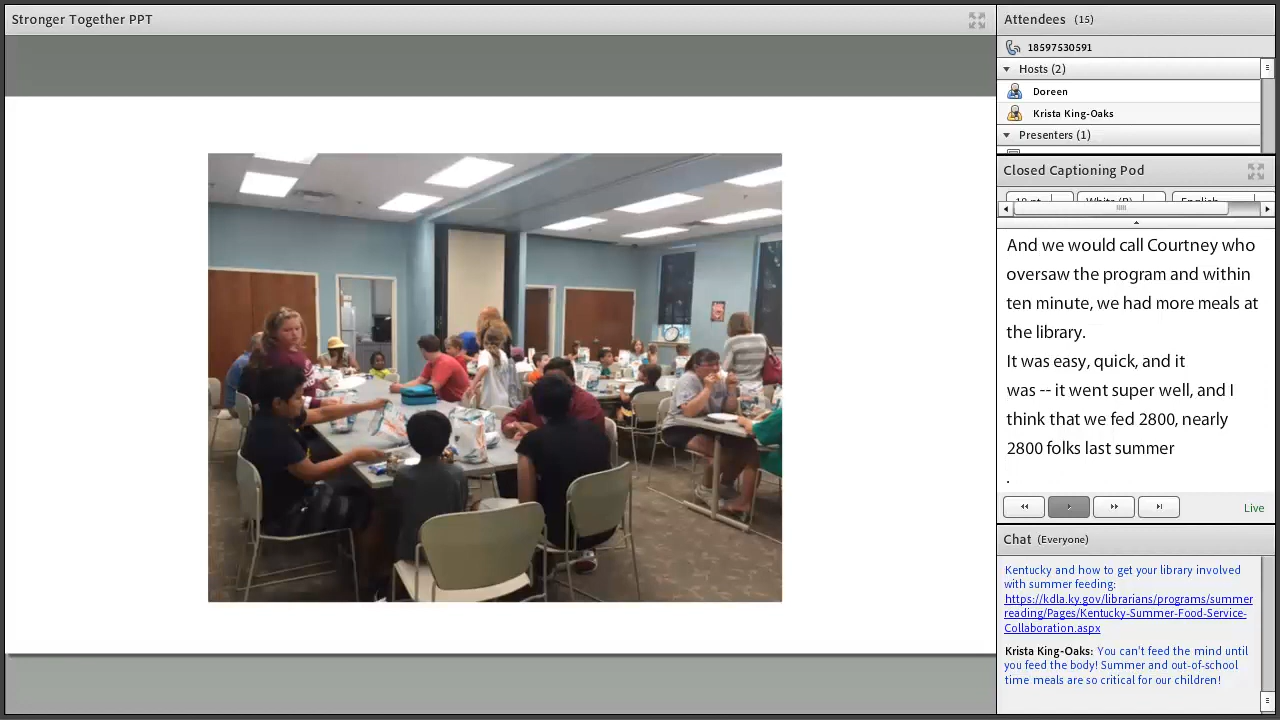 Stronger Together PPT
Attendees (15)
18597530591
Hosts (2)
Doreen
Krista King-Oaks
Presenters (1)
Closed Captioning Pod
18 pt
White (B)
English
And we would call Courtney who
oversaw the program and within
ten minute, we had more meals at
the library.
It was easy, quick, and it
was -- it went super well, and I
think that we fed 2800, nearly
2800 folks last summer
.
Live
Chat (Everyone)
Kentucky and how to get your library involved
with summer feeding:
https://kdla.ky.gov/librarians/programs/summer
reading/Pages/Kentucky-Summer-Food-Service-
Collaboration.aspx
Krista King-Oaks: You can't feed the mind until
you feed the body! Summer and out-of-school
time meals are so critical for our children!